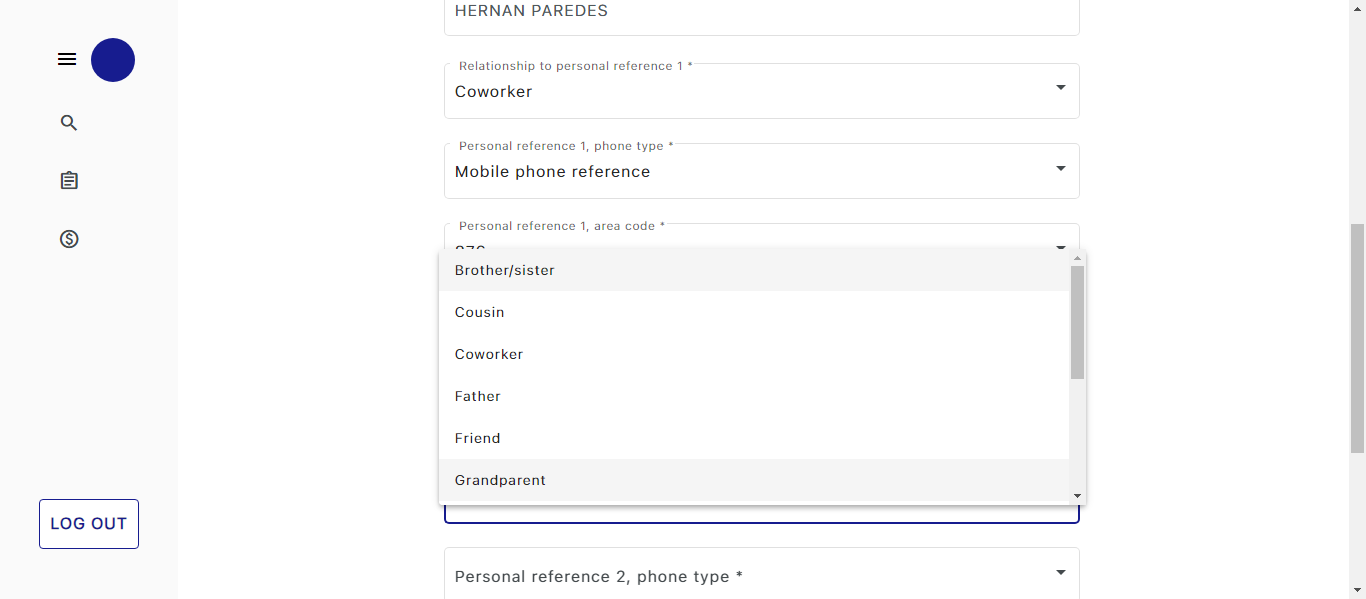 HERNAN PAREDES
Relationship to personal reference 1 *
Coworker
Personal reference 1, phone type *
Mobile phone reference
Personal reference 1, area code *
Brother/sister
Cousin
Coworker
Father
Friend
Grandparent
LOG OUT
Personal reference 2, phone type *